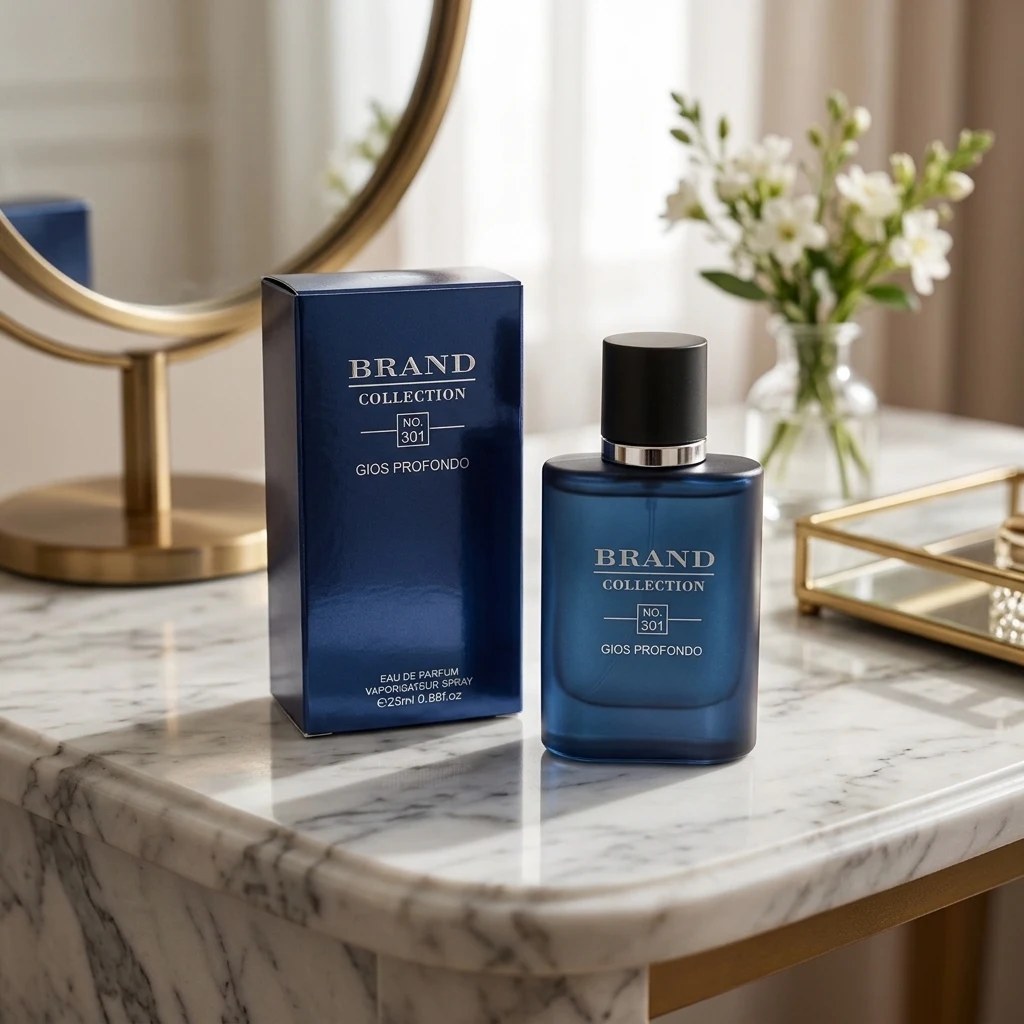 BRAND
COLLECTION
NO.
301
GIOS PROFONDO
EAU DE PARFUM
VAPORIGATEUR SPRAY
℮25ml 0.88f.oz
BRAND
COLLECTION
NO.
301
GIOS PROFONDO